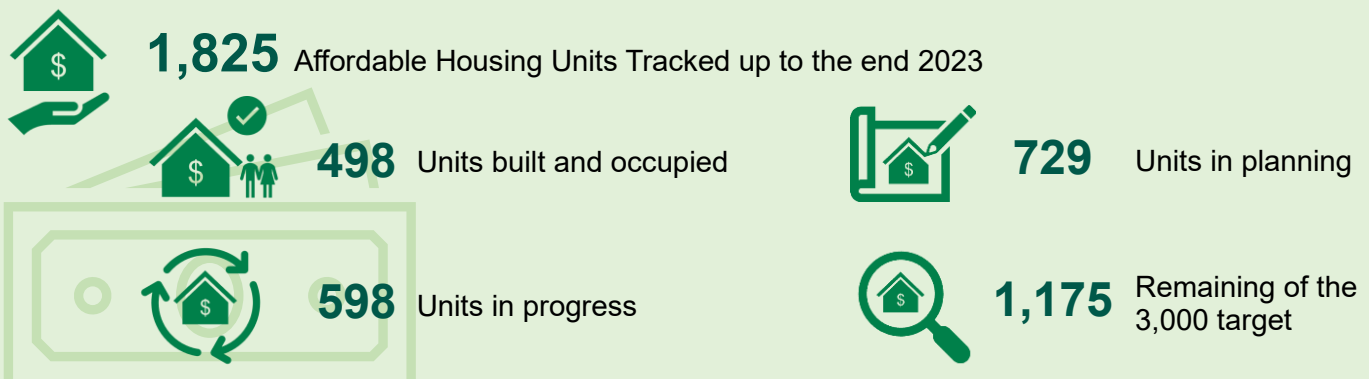 $
1,825 Affordable Housing Units Tracked up to the end 2023
$
498 Units built and occupied
$
729 Units in planning
$
598 Units in progress
$
1,175 Remaining of the
3,000 target